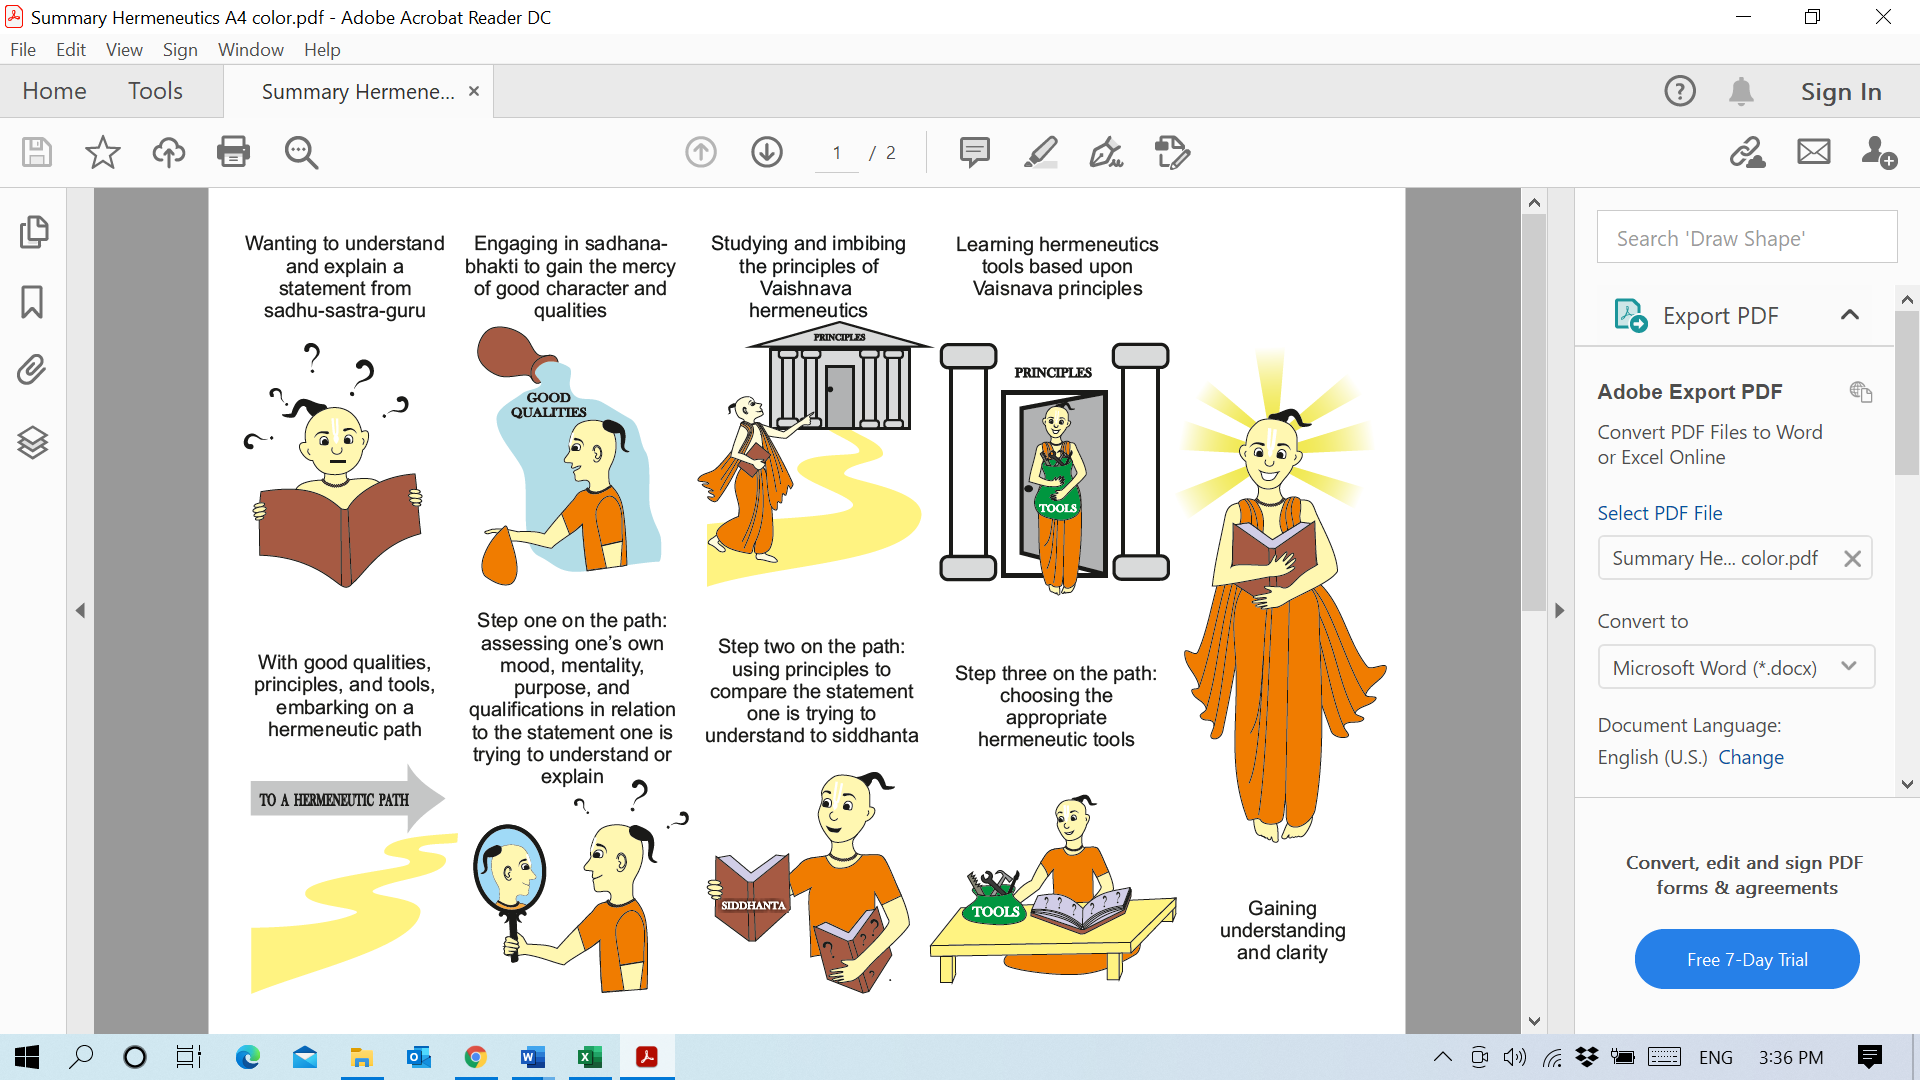 Summary Hermeneutics A4 color.pdf - Adobe Acrobat Reader DC
File Edit View Sign Window Help
Home Tools Summary Hermene... × Sign In
1 / 2
Wanting to understand
and explain a
statement from
sadhu-sastra-guru
Engaging in sadhana-
bhakti to gain the mercy
of good character and
qualities
GOOD
QUALITIES
Studying and imbibing
the principles of
Vaishnava
hermeneutics
PRINCIPLES
Learning hermeneutics
tools based upon
Vaisnava principles
PRINCIPLES
TOOLS
With good qualities,
principles, and tools,
embarking on a
hermeneutic path
TO A HERMENEUTIC PATH
Step one on the path:
assessing one's own
mood, mentality,
purpose, and
qualifications in relation
to the statement one is
trying to understand or
explain
Step two on the path:
using principles to
compare the statement
one is trying to
understand to siddhanta
SIDDHANTA
Step three on the path:
choosing the
appropriate
hermeneutic tools
TOOLS
Gaining
understanding
and clarity
Search 'Draw Shape'
Export PDF
Adobe Export PDF
Convert PDF Files to Word
or Excel Online
Select PDF File
Summary He... color.pdf
Convert to
Microsoft Word (*.docx)
Document Language:
English (U.S.) Change
Convert, edit and sign PDF
forms & agreements
Free 7-Day Trial
ENG 3:36 PM